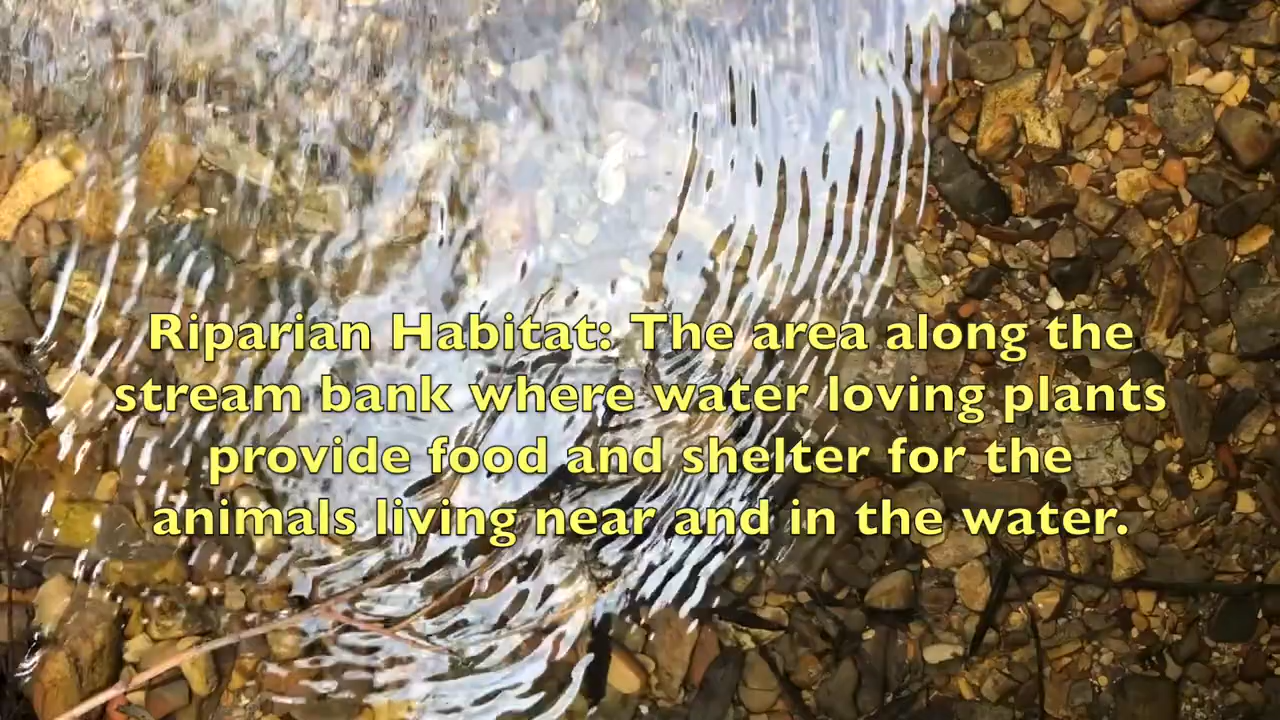 Riparian Habitat: The area along the
stream bank where water loving plants
provide food and shelter for the
animals living near and in the water.